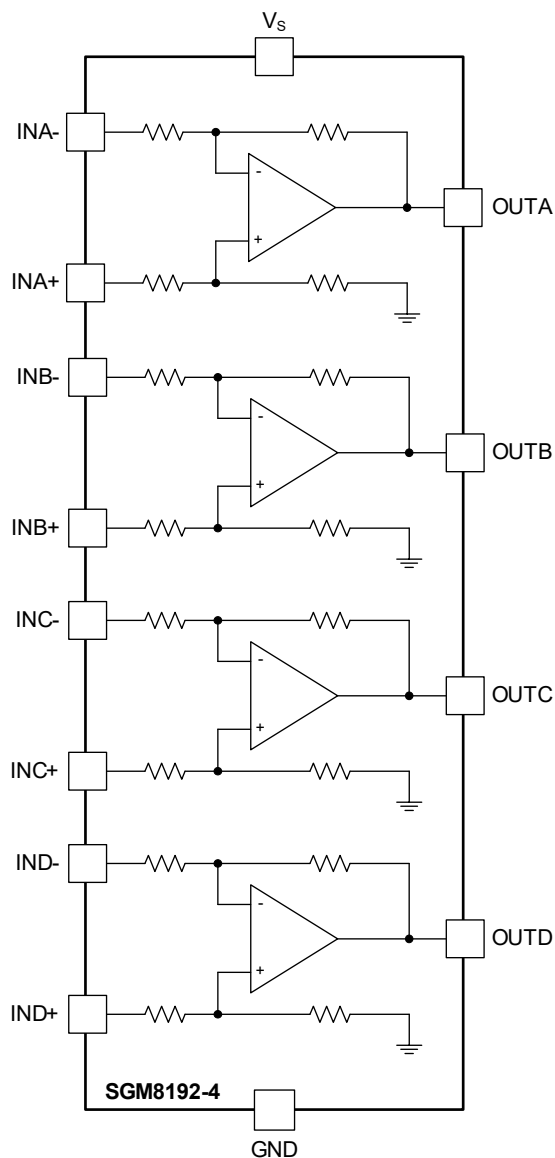 Vs
INA-
-
OUTA
+
INA+
INB-
-
OUTB
+
INB+
INC-
-
OUTC
+
INC+
IND-
-
OUTD
+
IND+
SGM8192-4
GND